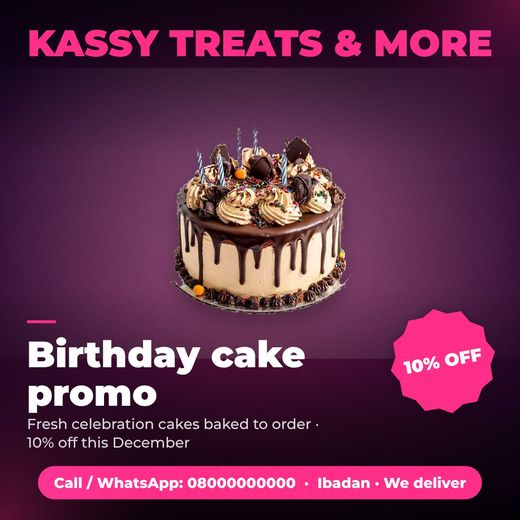 KASSY TREATS & MORE
Birthday cake
promo
10% OFF
Fresh celebration cakes baked to order ·
10% off this December
Call / WhatsApp: 08000000000 · Ibadan · We deliver